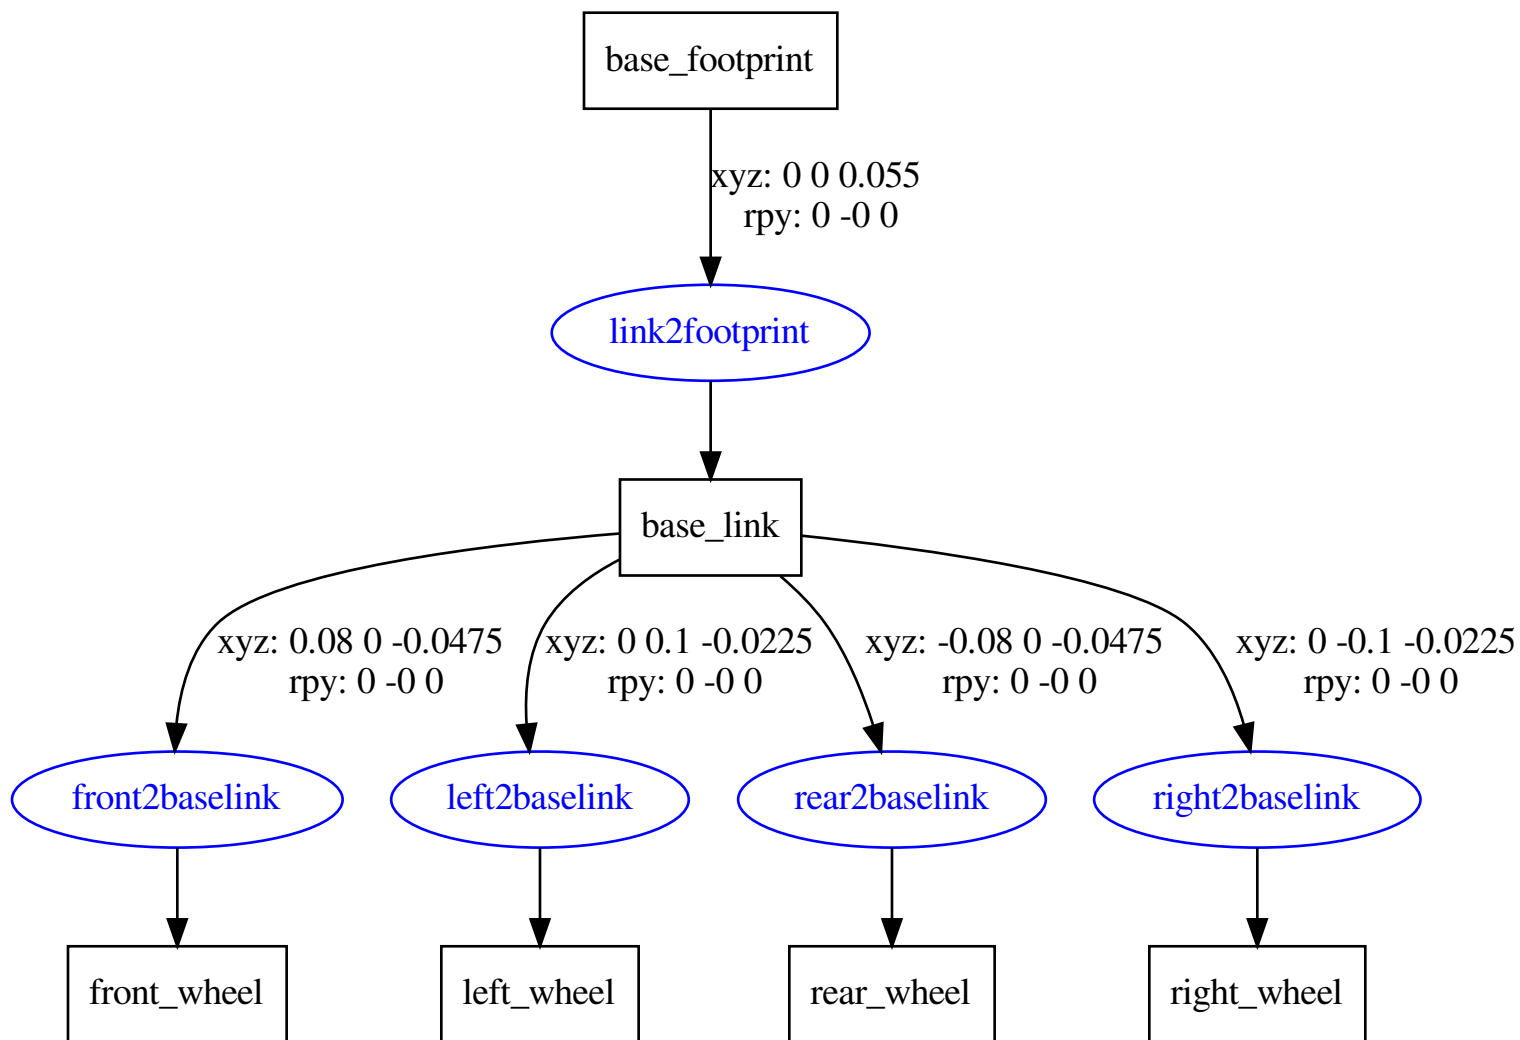 base_footprint
xyz: 0 0 0.055
rpy: 0 -0 0
link2footprint
base_link
xyz: 0.08 0 -0.0475
rpy: 0 -0 0
xyz: 0 0.1 -0.0225
rpy: 0 -0 0
xyz: -0.08 0 -0.0475
rpy: 0 -0 0
xyz: 0 -0.1 -0.0225
rpy: 0 -0 0
front2baselink
left2baselink
rear2baselink
right2baselink
front_wheel
left_wheel
rear_wheel
right_wheel